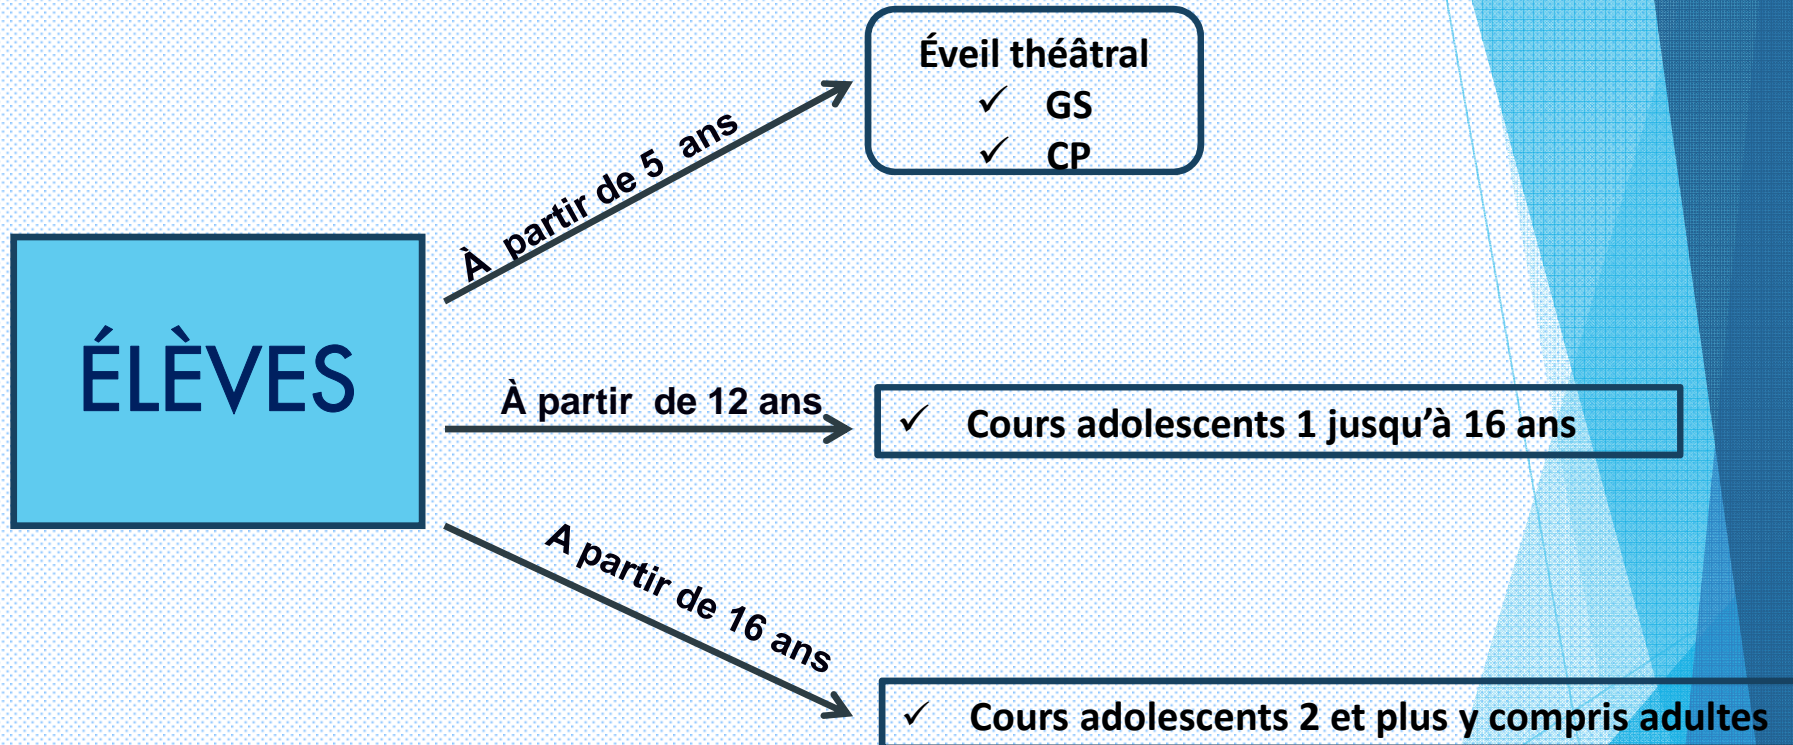 Éveil théâtral
✓ GS
✓ CP
À partir de 5 ans
ÉLÈVES
À partir de 12 ans
✓ Cours adolescents 1 jusqu’à 16 ans
A partir de 16 ans
✓ Cours adolescents 2 et plus y compris adultes